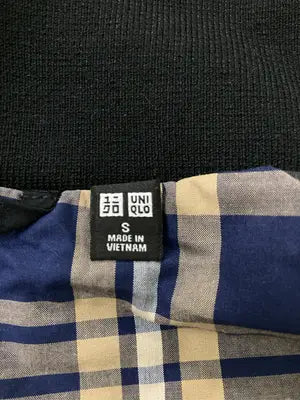 ユニ UNI
クロ QLO
S
MADE IN
VIETNAM